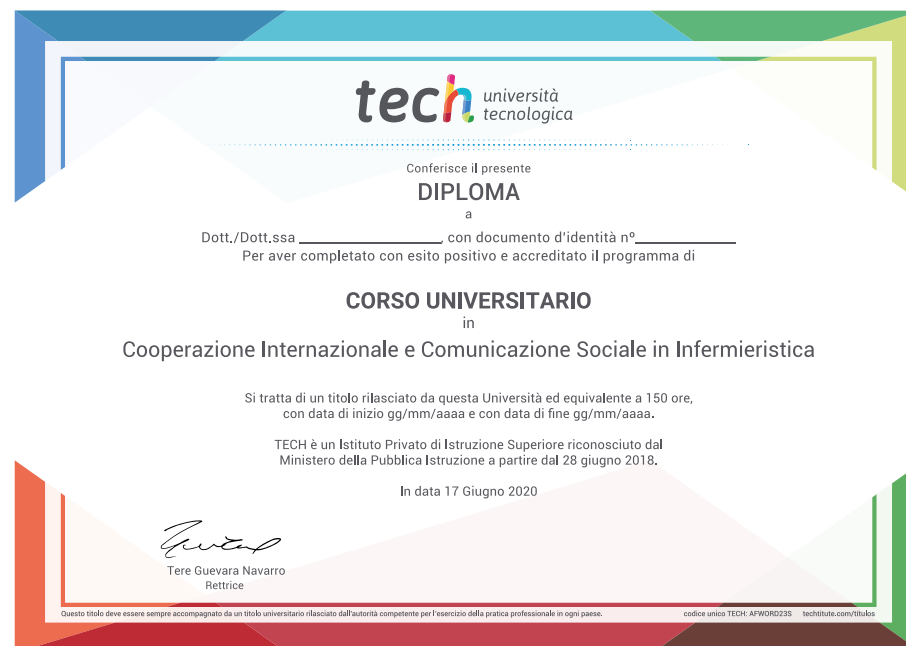 tech università
tecnologica
Conferisce il presente
DIPLOMA
a
Dott./Dott.ssa ________________, con documento d'identità nº____________
Per aver completato con esito positivo e accreditato il programma di
CORSO UNIVERSITARIO
in
Cooperazione Internazionale e Comunicazione Sociale in Infermieristica
Si tratta di un titolo rilasciato da questa Università ed equivalente a 150 ore,
con data di inizio gg/mm/aaaa e con data di fine gg/mm/aaaa.
TECH è un Istituto Privato di Istruzione Superiore riconosciuto dal
Ministero della Pubblica Istruzione a partire dal 28 giugno 2018.
In data 17 Giugno 2020
Tere Guevara Navarro
Rettrice
Questo titolo deve essere sempre accompagnato da un titolo universitario rilasciato dall'autorità competente per l'esercizio della pratica professionale in ogni paese. codice unico TECH: AFWORD23S techtitute.com/títulos